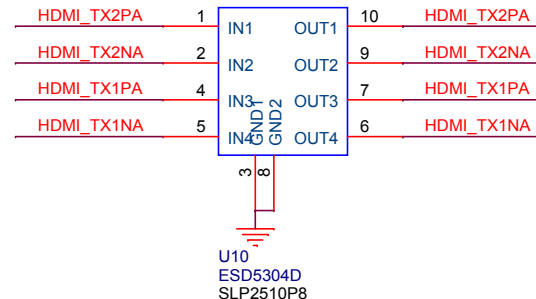 HDMI_TX2PA 1 IN1 OUT1 10 HDMI_TX2PA
HDMI_TX2NA 2 IN2 OUT2 9 HDMI_TX2NA
HDMI_TX1PA 4 IN3 OUT3 7 HDMI_TX1PA
HDMI_TX1NA 5 IN4 OUT4 6 HDMI_TX1NA
GND1
GND2
3
8
U10
ESD5304D
SLP2510P8